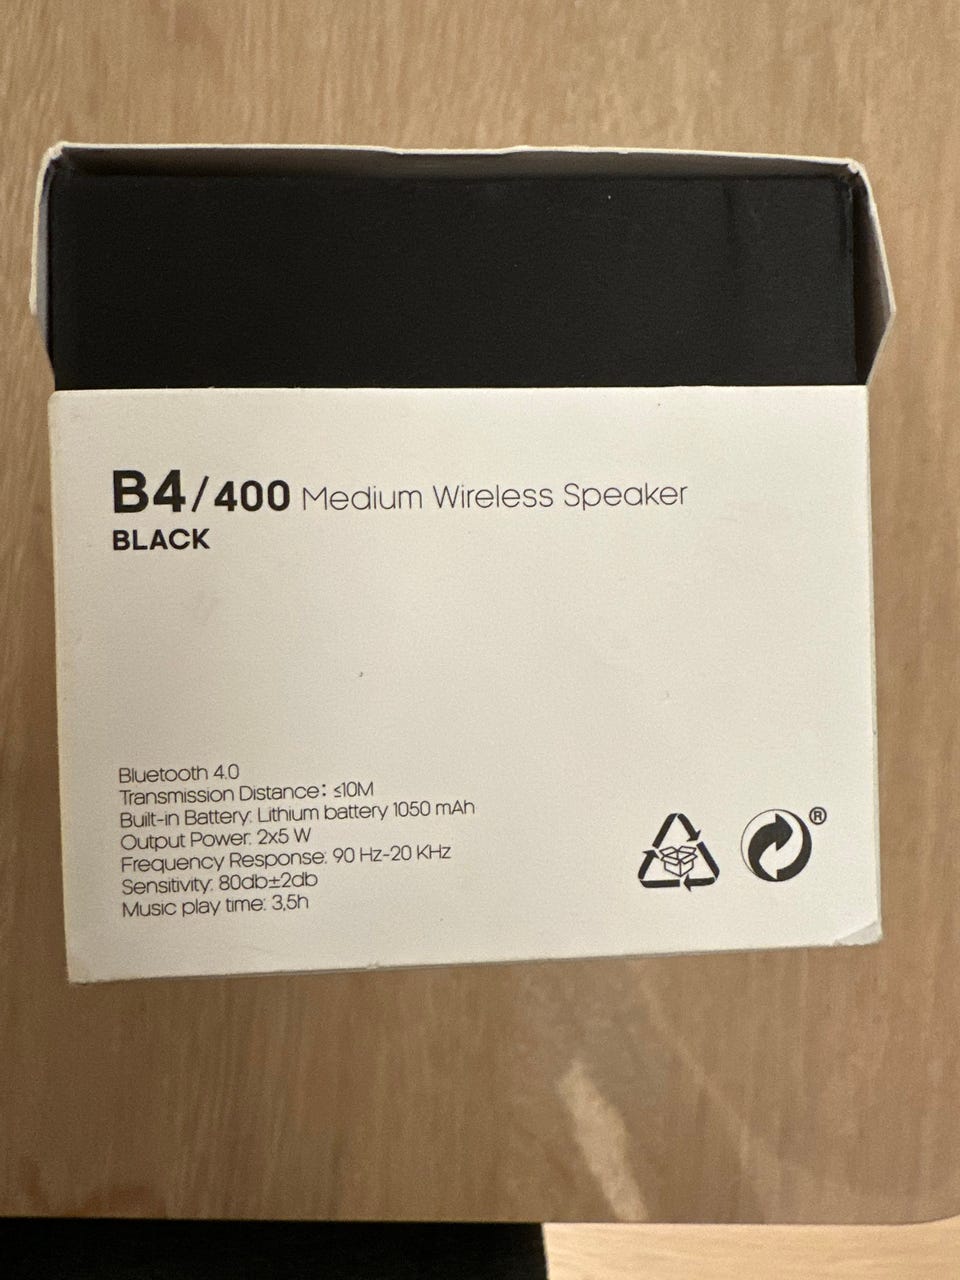 B4/400 Medium Wireless Speaker
BLACK
Bluetooth 4.0
Transmission Distance: ≤10M
Built-in Battery: Lithium battery 1050 mAh
Output Power: 2x5 W
Frequency Response: 90 Hz-20 KHz
Sensitivity: 80db±2db
Music play time: 3,5h
®